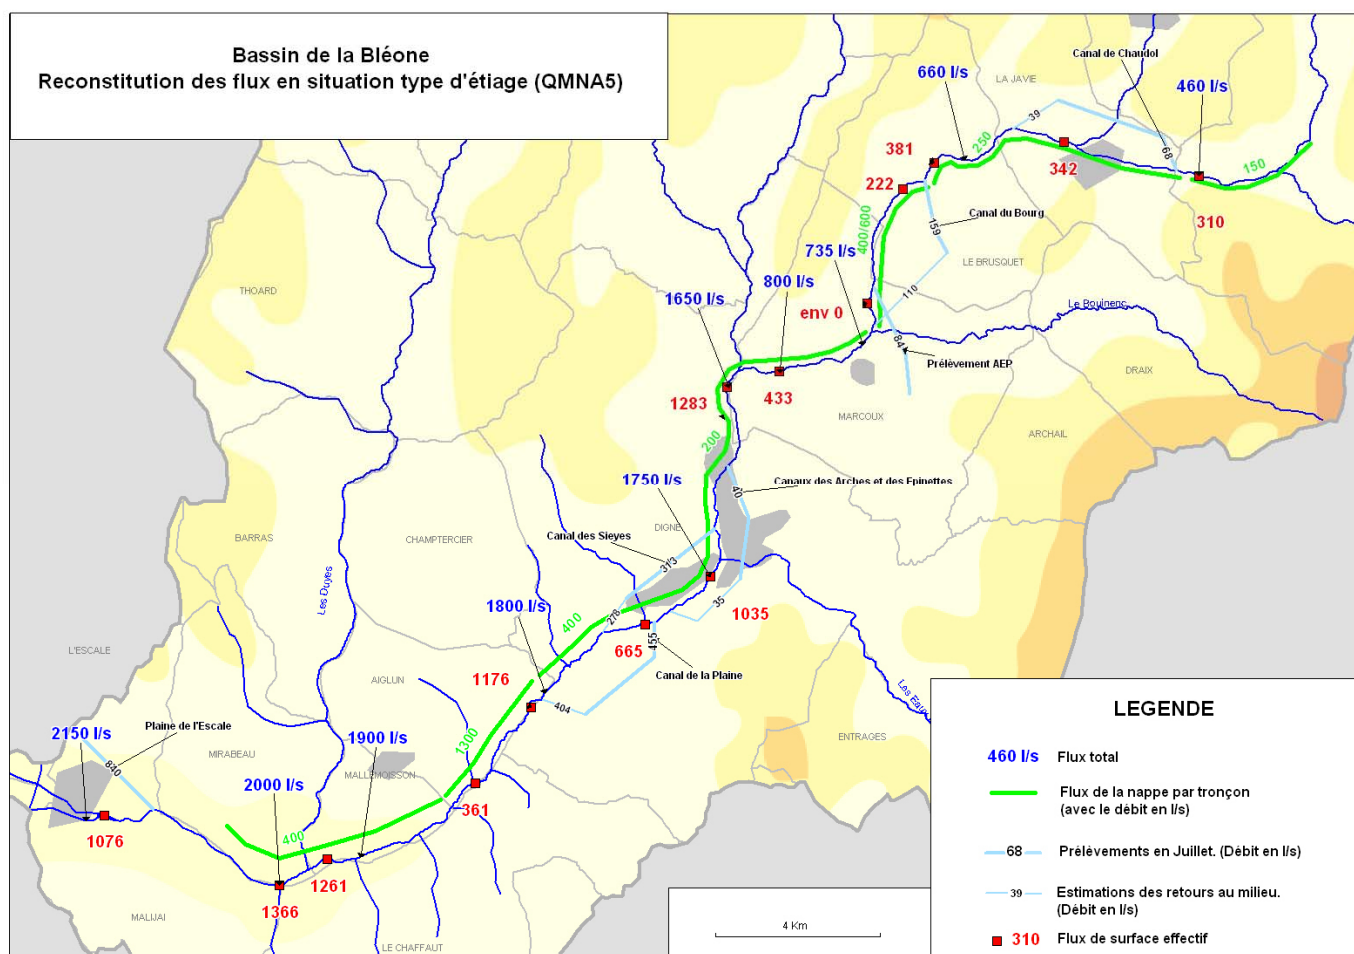 Bassin de la Bléone
Reconstitution des flux en situation type d'étiage (QMNA5)
Canal de Chaudol
LA JAVIE
660 l/s
460 l/s
39
381
250
68
342
150
222
310
Canal du Bourg
159
400/600
735 l/s
LE BRUSQUET
THOARD
1650 l/s
800 l/s
110
Le Bouinenc
env 0
84
Prélèvement AEP
DRAIX
1283
433
MARCOUX
ARCHAIL
200
1750 l/s
Canaux des Arches et des Epinettes
40
DIGNE
Canal des Sieyes
BARRAS
CHAMPTERCIER
313
Les Duyes
1800 l/s
278
35
1035
400
665
455
L'ESCALE
Canal de la Plaine
1176
AIGLUN
404
Plaine de l'Escale
2150 l/s
1900 l/s
1300
ENTRAGES
MIRABEAU
840
2000 l/s
MALLEMOISSON
361
400
1076
1261
1366
MALIJAI
LE CHAFFAUT
4 Km
LEGENDE
460 l/s Flux total
Flux de la nappe par tronçon
(avec le débit en l/s)
68 Prélèvements en Juillet. (Débit en l/s)
39 Estimations des retours au milieu.
(Débit en l/s)
310 Flux de surface effectif